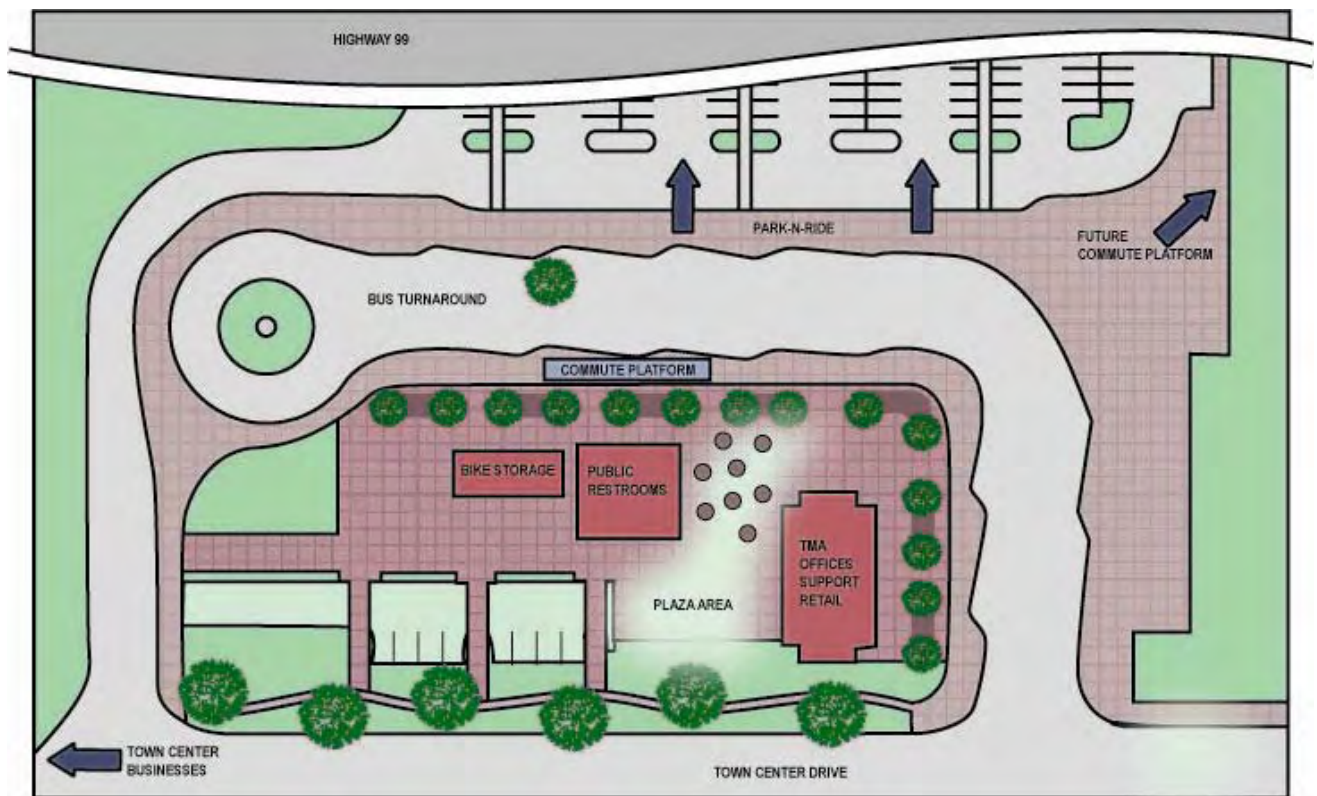 HIGHWAY 99
PARK-N-RIDE
FUTURE
COMMUTE PLATFORM
BUS TURNAROUND
COMMUTE PLATFORM
BIKE STORAGE
PUBLIC
RESTROOMS
TMA
OFFICES
SUPPORT
RETAIL
PLAZA AREA
TOWN CENTER
BUSINESSES
TOWN CENTER DRIVE